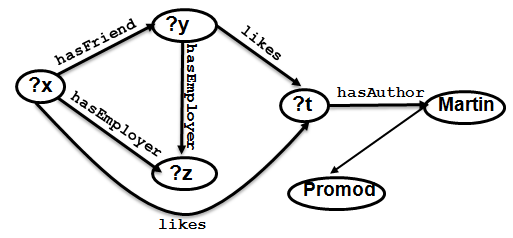 ?y
hasFriend
likes
hasEmployer
?x
hasEmployer
?t
hasAuthor
Martin
?z
Promod
likes